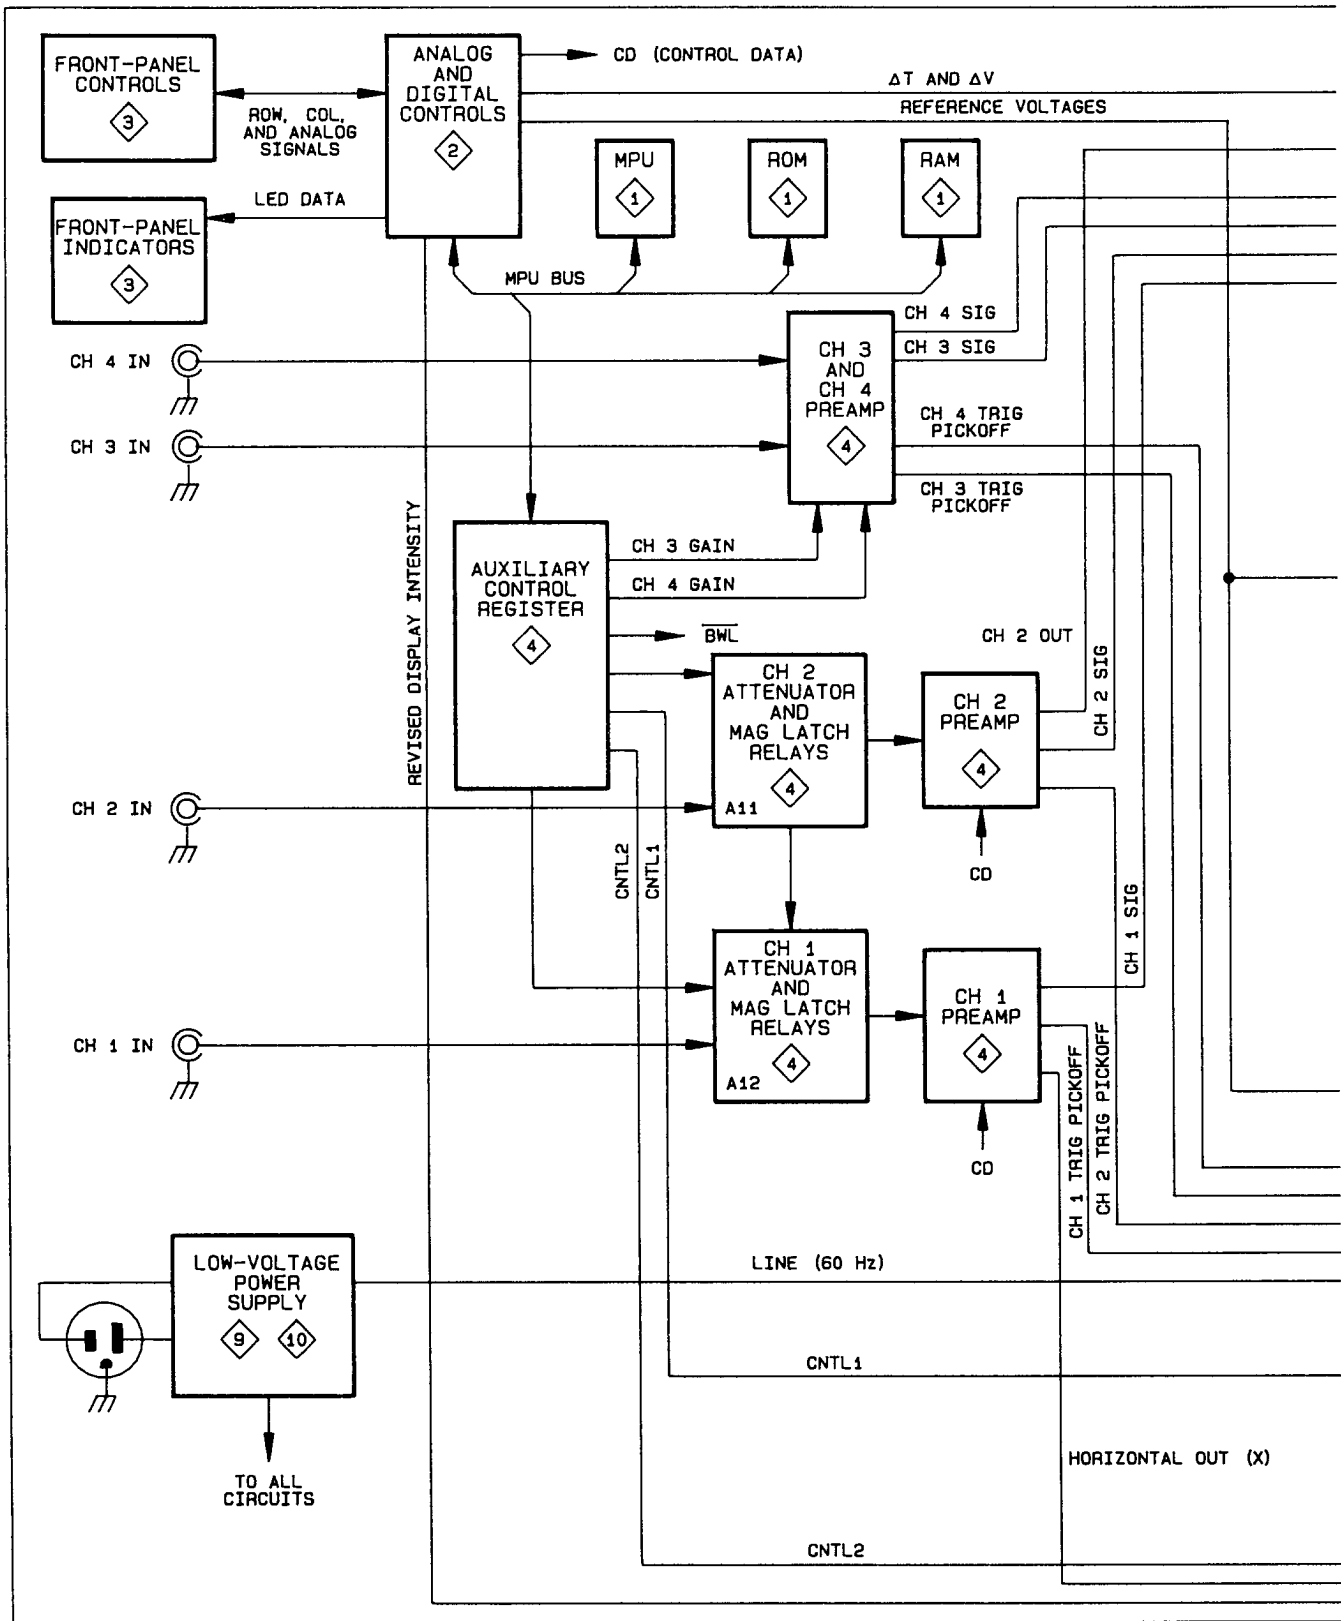 FRONT-PANEL
CONTROLS
3
ROW, COL,
AND ANALOG
SIGNALS
ANALOG
AND
DIGITAL
CONTROLS
2
CD (CONTROL DATA)
ΔT AND ΔV
REFERENCE VOLTAGES
MPU
1
ROM
1
RAM
1
LED DATA
FRONT-PANEL
INDICATORS
3
MPU BUS
CH 4 IN
CH 3 IN
CH 3
AND
CH 4
PREAMP
4
CH 4 SIG
CH 3 SIG
CH 4 TRIG
PICKOFF
CH 3 TRIG
PICKOFF
REVISED DISPLAY INTENSITY
AUXILIARY
CONTROL
REGISTER
4
CH 3 GAIN
CH 4 GAIN
B̅W̅L̅
CH 2
ATTENUATOR
AND
MAG LATCH
RELAYS
4
A11
CH 2 OUT
CH 2
PREAMP
4
CD
CH 2 SIG
CH 2 IN
CNTL2
CNTL1
CH 1 SIG
CH 1
ATTENUATOR
AND
MAG LATCH
RELAYS
4
A12
CH 1
PREAMP
4
CD
CH 1 IN
CH 1 TRIG PICKOFF
CH 2 TRIG PICKOFF
LOW-VOLTAGE
POWER
SUPPLY
9 10
LINE (60 Hz)
TO ALL
CIRCUITS
CNTL1
HORIZONTAL OUT (X)
CNTL2